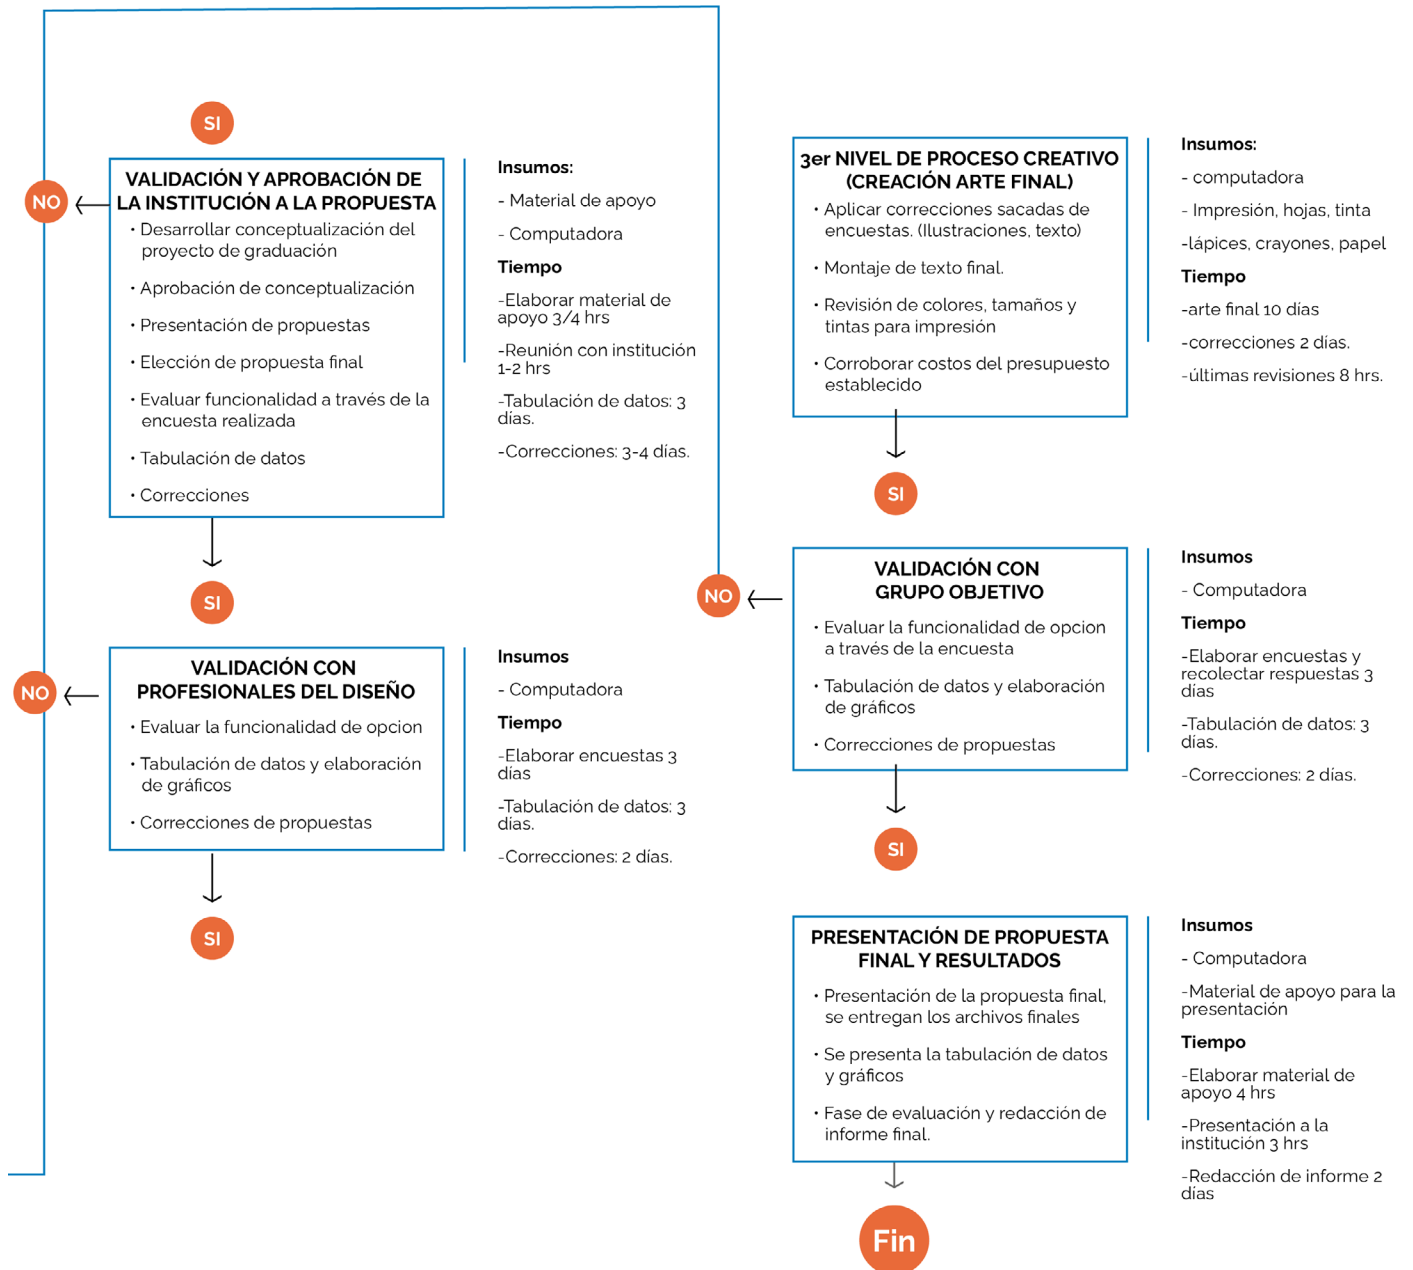 SI
NO
VALIDACIÓN Y APROBACIÓN DE
LA INSTITUCIÓN A LA PROPUESTA
• Desarrollar conceptualización del
proyecto de graduación
• Aprobación de conceptualización
• Presentación de propuestas
• Elección de propuesta final
• Evaluar funcionalidad a través de la
encuesta realizada
• Tabulación de datos
• Correcciones
Insumos:
- Material de apoyo
- Computadora
Tiempo
-Elaborar material de
apoyo 3/4 hrs
-Reunión con institución
1-2 hrs
-Tabulación de datos: 3
días.
-Correcciones: 3-4 días.
SI
NO
VALIDACIÓN CON
PROFESIONALES DEL DISEÑO
• Evaluar la funcionalidad de opcion
• Tabulación de datos y elaboración
de gráficos
• Correcciones de propuestas
Insumos
- Computadora
Tiempo
-Elaborar encuestas 3
días
-Tabulación de datos: 3
días.
-Correcciones: 2 días.
SI
3er NIVEL DE PROCESO CREATIVO
(CREACIÓN ARTE FINAL)
• Aplicar correcciones sacadas de
encuestas. (Ilustraciones, texto)
• Montaje de texto final.
• Revisión de colores, tamaños y
tintas para impresión
• Corroborar costos del presupuesto
establecido
Insumos:
- computadora
- Impresión, hojas, tinta
-lápices, crayones, papel
Tiempo
-arte final 10 días
-correcciones 2 días.
-últimas revisiones 8 hrs.
SI
NO
VALIDACIÓN CON
GRUPO OBJETIVO
• Evaluar la funcionalidad de opcion
a través de la encuesta
• Tabulación de datos y elaboración
de gráficos
• Correcciones de propuestas
Insumos
- Computadora
Tiempo
-Elaborar encuestas y
recolectar respuestas 3
días
-Tabulación de datos: 3
días.
-Correcciones: 2 días.
SI
PRESENTACIÓN DE PROPUESTA
FINAL Y RESULTADOS
• Presentación de la propuesta final,
se entregan los archivos finales
• Se presenta la tabulación de datos
y gráficos
• Fase de evaluación y redacción de
informe final.
Insumos
- Computadora
-Material de apoyo para la
presentación
Tiempo
-Elaborar material de
apoyo 4 hrs
-Presentación a la
institución 3 hrs
-Redacción de informe 2
días
Fin